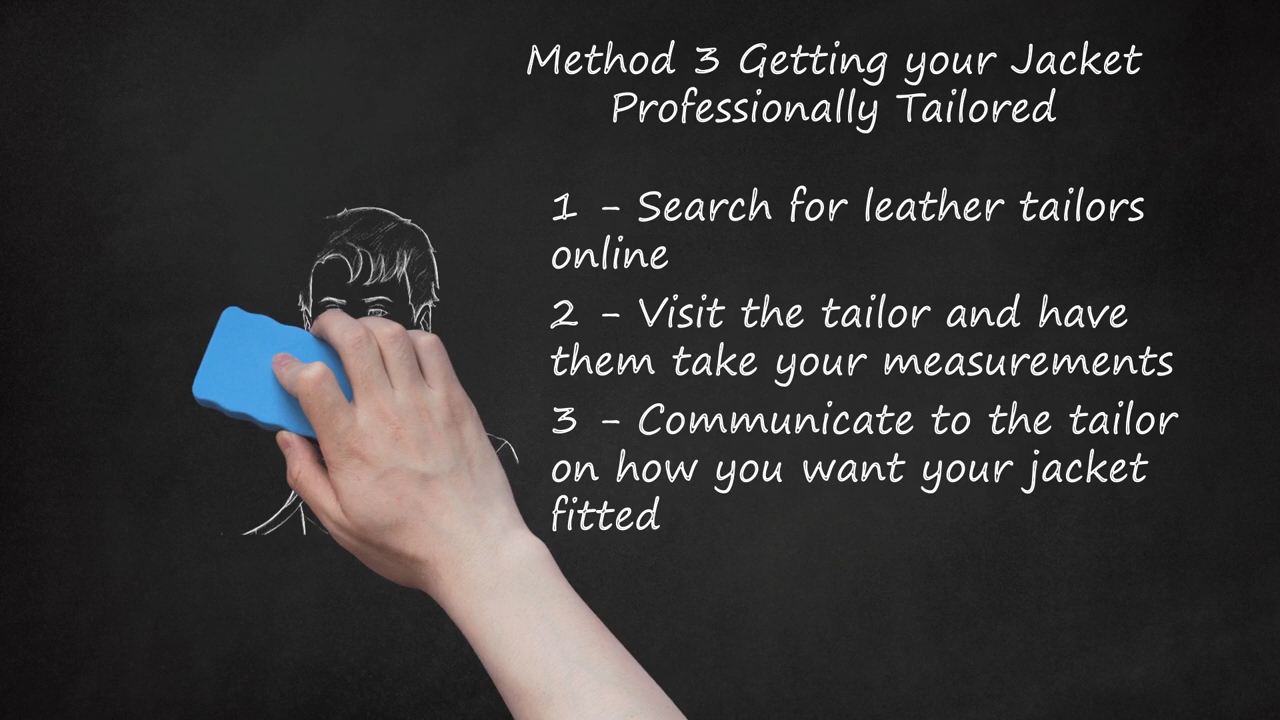 Method 3 Getting your Jacket
Professionally Tailored
1 - Search for leather tailors
online
2 - Visit the tailor and have
them take your measurements
3 - Communicate to the tailor
on how you want your jacket
fitted